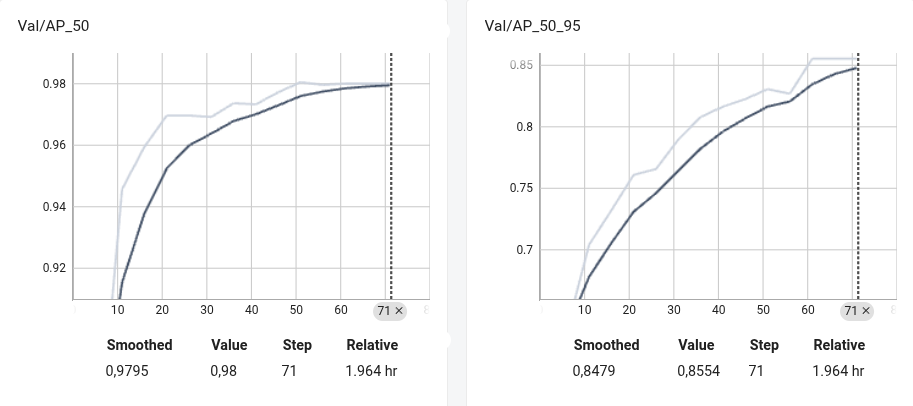 Val/AP_50
0.98
0.96
0.94
0.92
10 20 30 40 50 60 71 ×
Smoothed Value Step Relative
0,9795 0,98 71 1.964 hr
Val/AP_50_95
0.85
0.8
0.75
0.7
10 20 30 40 50 60 71 ×
Smoothed Value Step Relative
0,8479 0,8554 71 1.964 hr